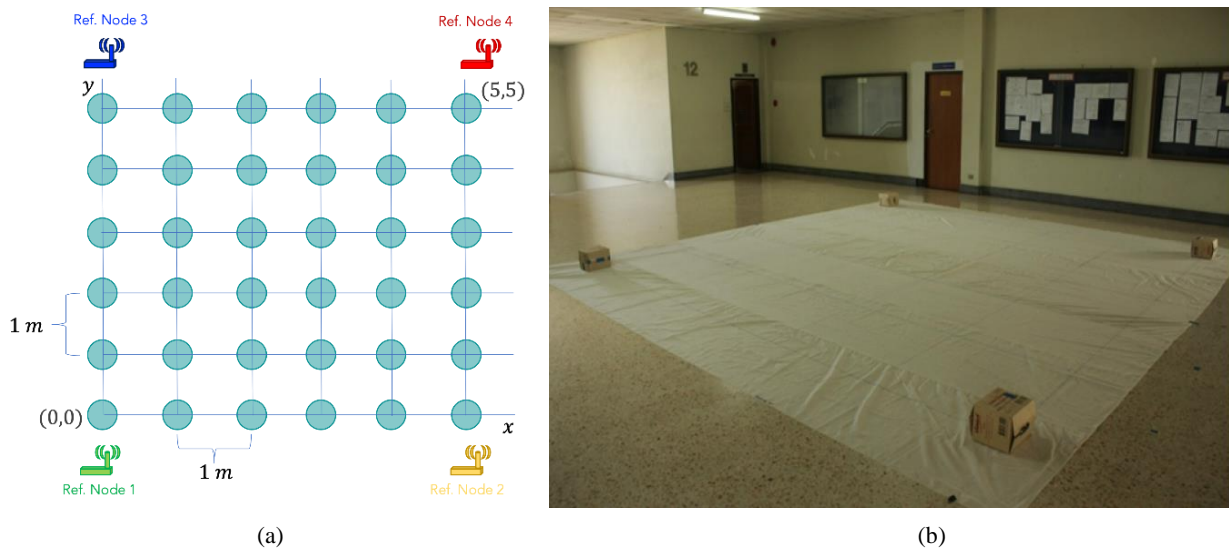 Ref. Node 3
Ref. Node 4
y
(5,5)
1 m
(0,0)
x
1 m
Ref. Node 1
Ref. Node 2
12
(a)
(b)